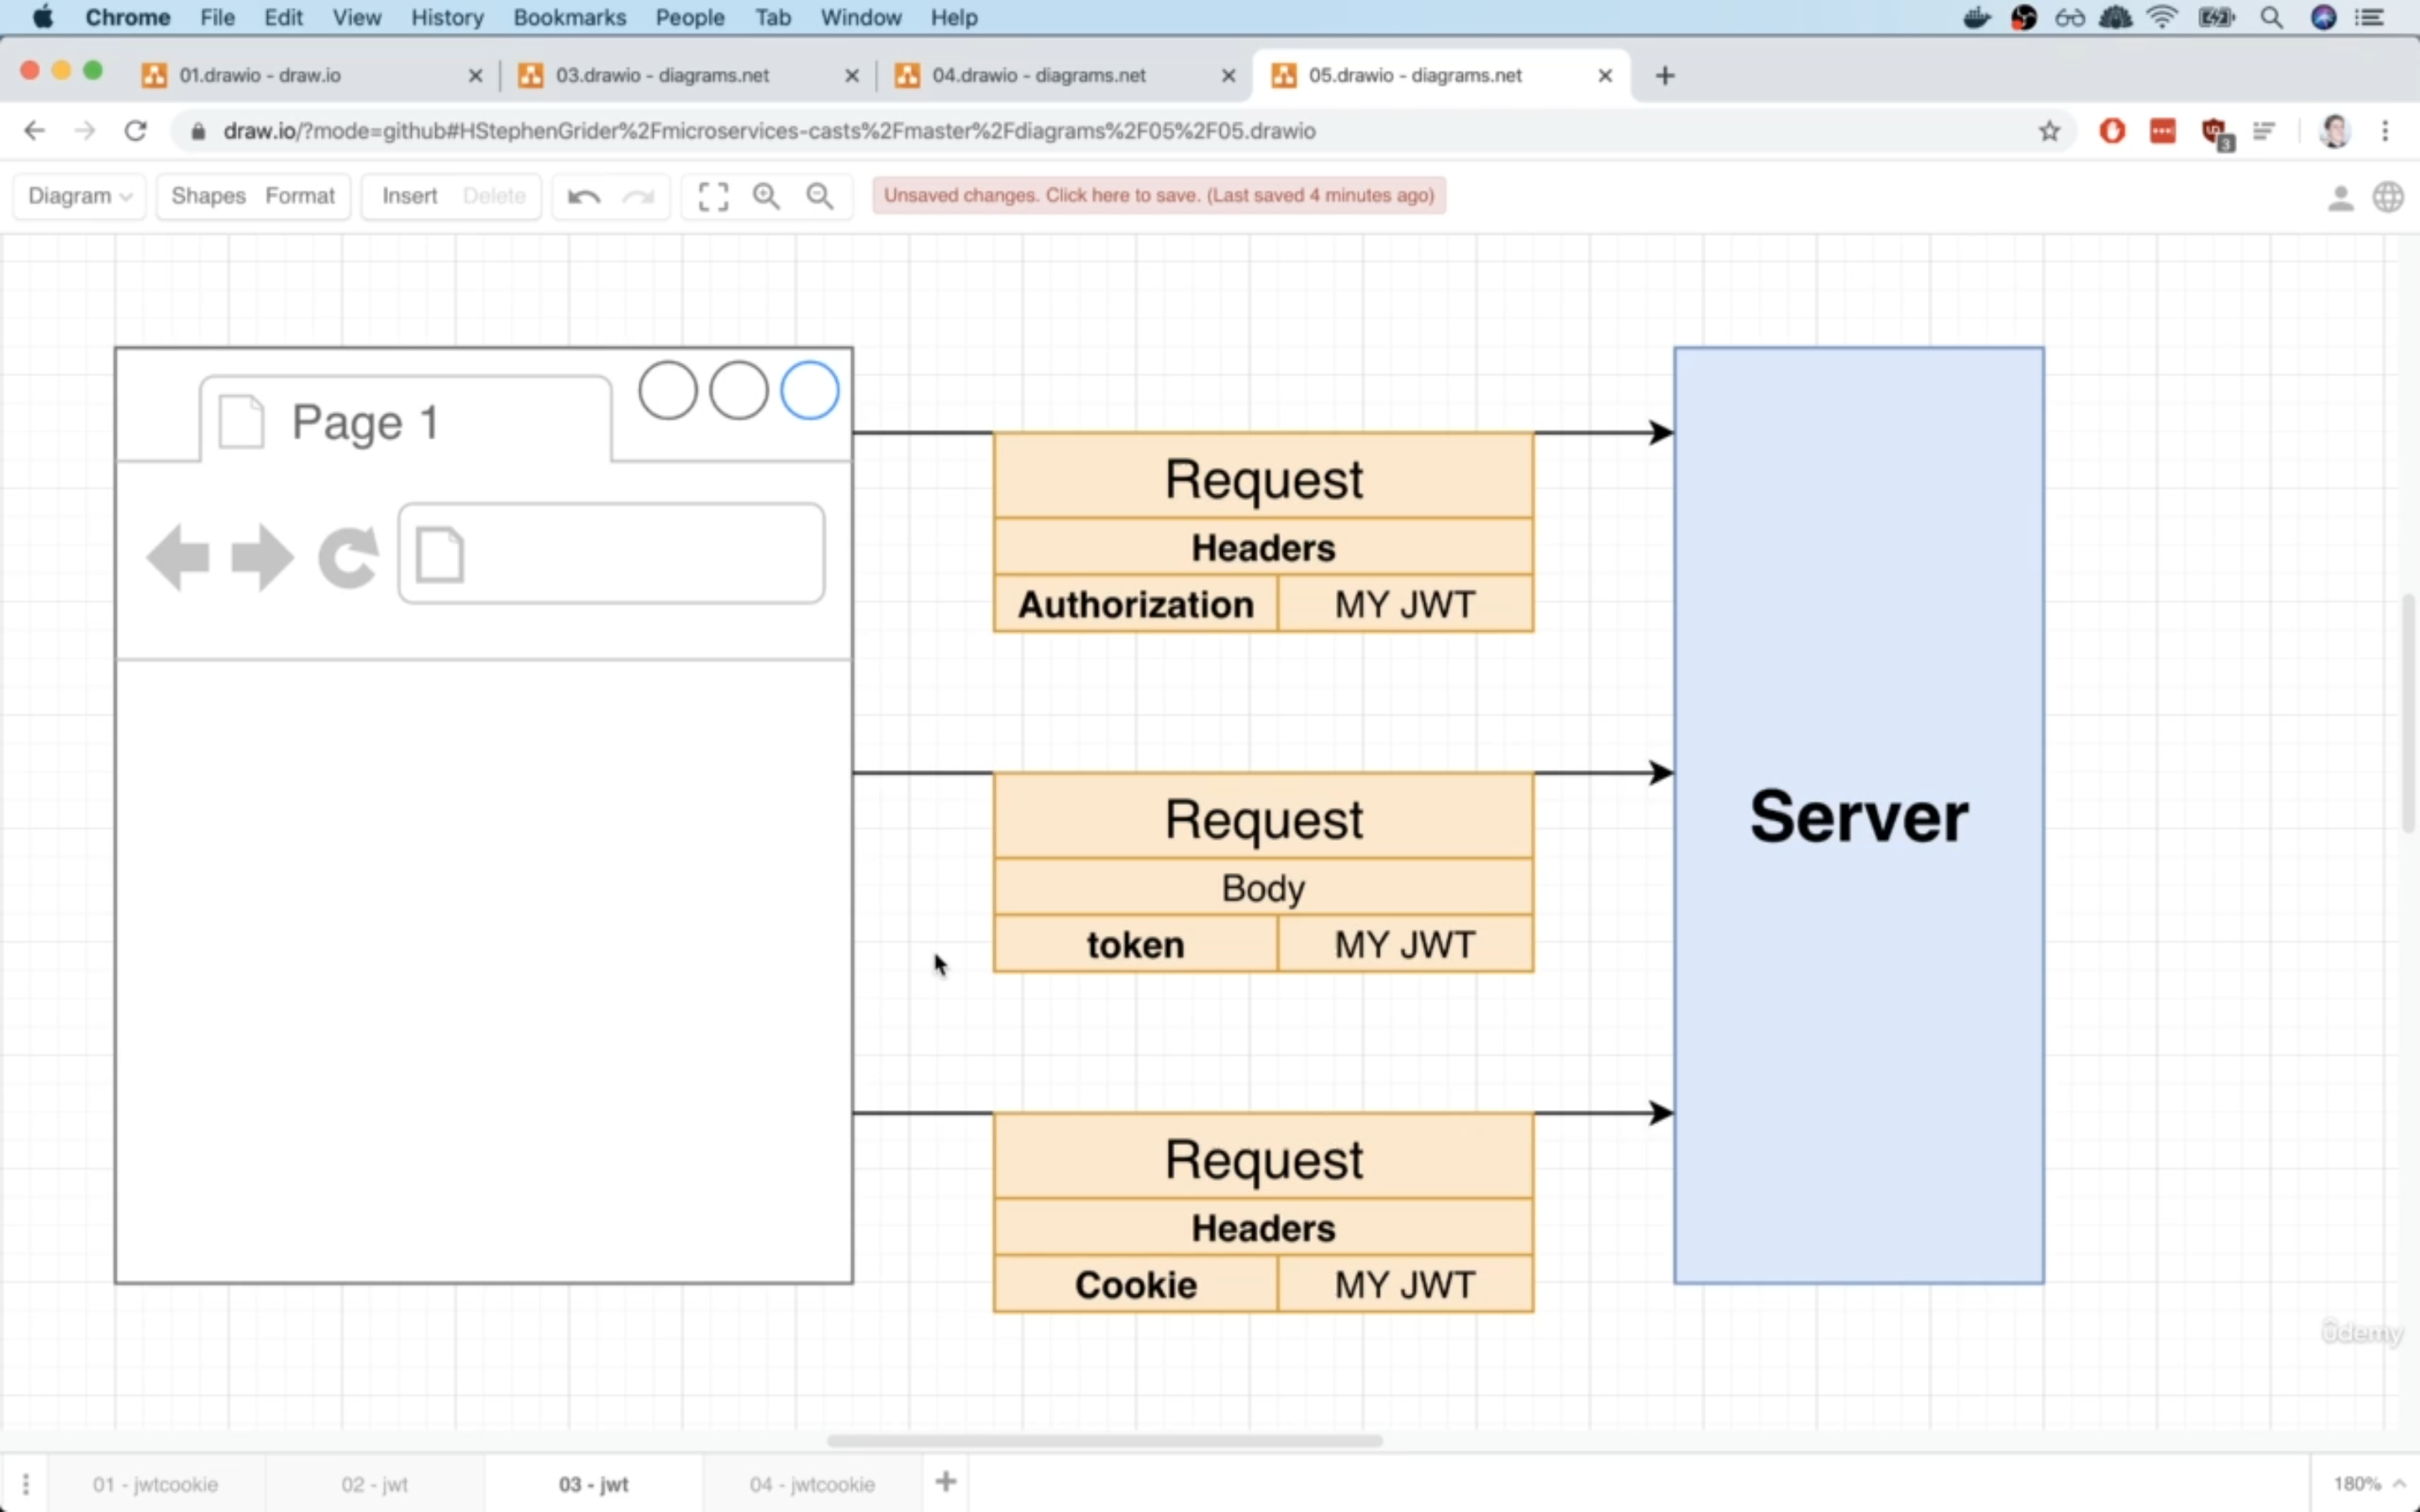 Chrome File Edit View History Bookmarks People Tab Window Help
01.drawio - draw.io
03.drawio - diagrams.net
04.drawio - diagrams.net
05.drawio - diagrams.net
draw.io/?mode=github#HStephenGrider%2Fmicroservices-casts%2Fmaster%2Fdiagrams%2F05%2F05.drawio
3
Diagram Shapes Format Insert Delete Unsaved changes. Click here to save. (Last saved 4 minutes ago)
Page 1
Request
Headers
Authorization MY JWT
Request
Body
token MY JWT
Request
Headers
Cookie MY JWT
Server
ûdemy
01 - jwtcookie 02 - jwt 03 - jwt 04 - jwtcookie 180%